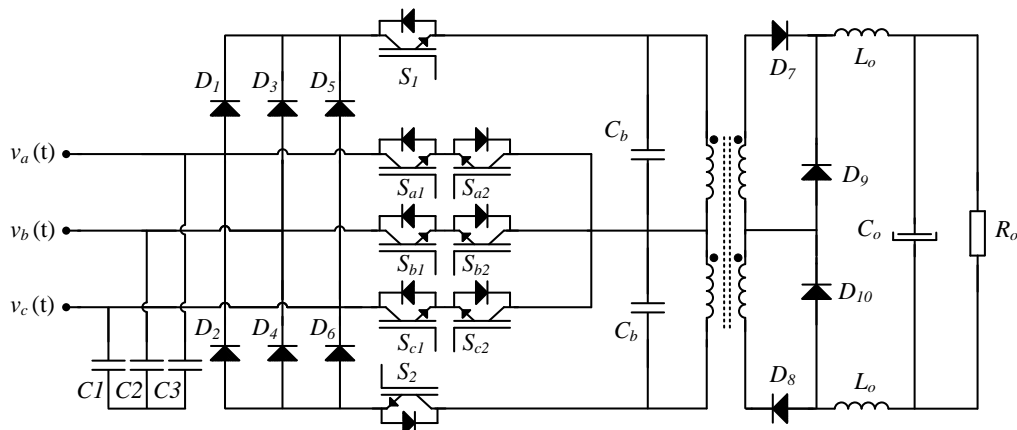 S1
D7
Lo
D1 D3 D5
Cb
va(t)
Sa1 Sa2
D9
vb(t)
Sb1 Sb2
Co
Ro
vc(t)
D10
Sc1 Sc2
Cb
D2 D4 D6
C1 C2 C3
S2
D8
Lo